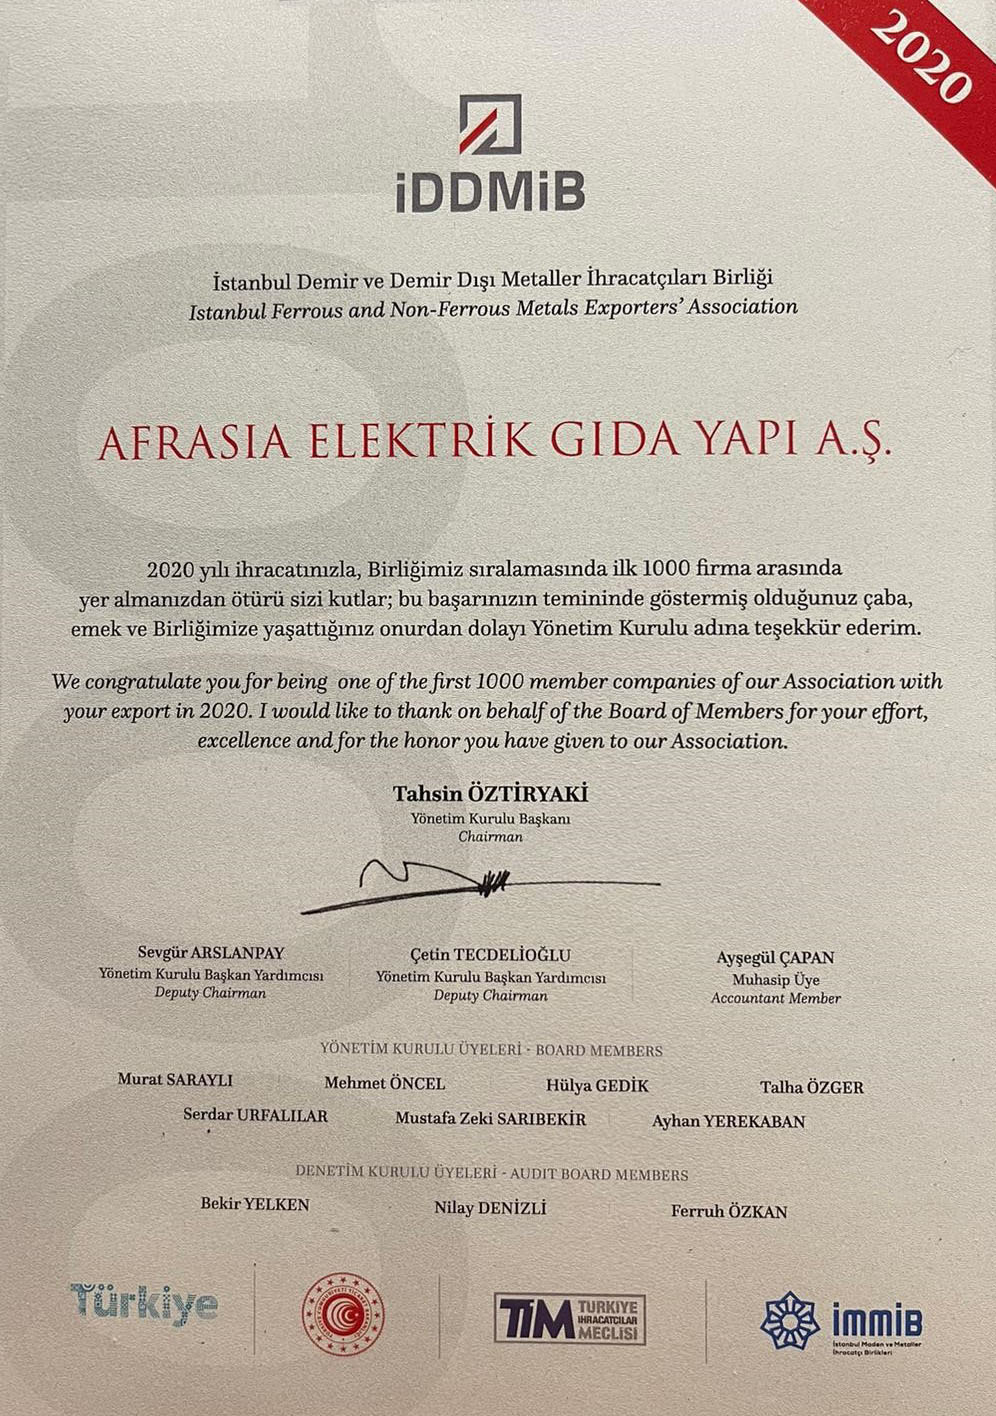 2020
iDDMiB
İstanbul Demir ve Demir Dışı Metaller İhracatçıları Birliği
Istanbul Ferrous and Non-Ferrous Metals Exporters' Association
AFRASIA ELEKTRİK GIDA YAPI A.Ş.
2020 yılı ihracatınızla, Birliğimiz sıralamasında ilk 1000 firma arasında
yer almanızdan ötürü sizi kutlar; bu başarınızın temininde göstermiş olduğunuz çaba,
emek ve Birliğimize yaşattığınız onurdan dolayı Yönetim Kurulu adına teşekkür ederim.
We congratulate you for being one of the first 1000 member companies of our Association with
your export in 2020. I would like to thank on behalf of the Board of Members for your effort,
excellence and for the honor you have given to our Association.
Tahsin ÖZTİRYAKİ
Yönetim Kurulu Başkanı
Chairman
Sevgür ARSLANPAY Çetin TECDELİOĞLU Ayşegül ÇAPAN
Yönetim Kurulu Başkan Yardımcısı Yönetim Kurulu Başkan Yardımcısı Muhasip Üye
Deputy Chairman Deputy Chairman Accountant Member
YÖNETİM KURULU ÜYELERİ - BOARD MEMBERS
Murat SARAYLI Mehmet ÖNCEL Hülya GEDİK Talha ÖZGER
Serdar URFALILAR Mustafa Zeki SARIBEKİR Ayhan YEREKABAN
DENETİM KURULU ÜYELERİ - AUDIT BOARD MEMBERS
Bekir YELKEN Nilay DENİZLİ Ferruh ÖZKAN
Türkiye
TİM TÜRKİYE
İHRACATÇILAR
MECLİSİ
immiB
İstanbul Maden ve Metaller
İhracatçı Birlikleri